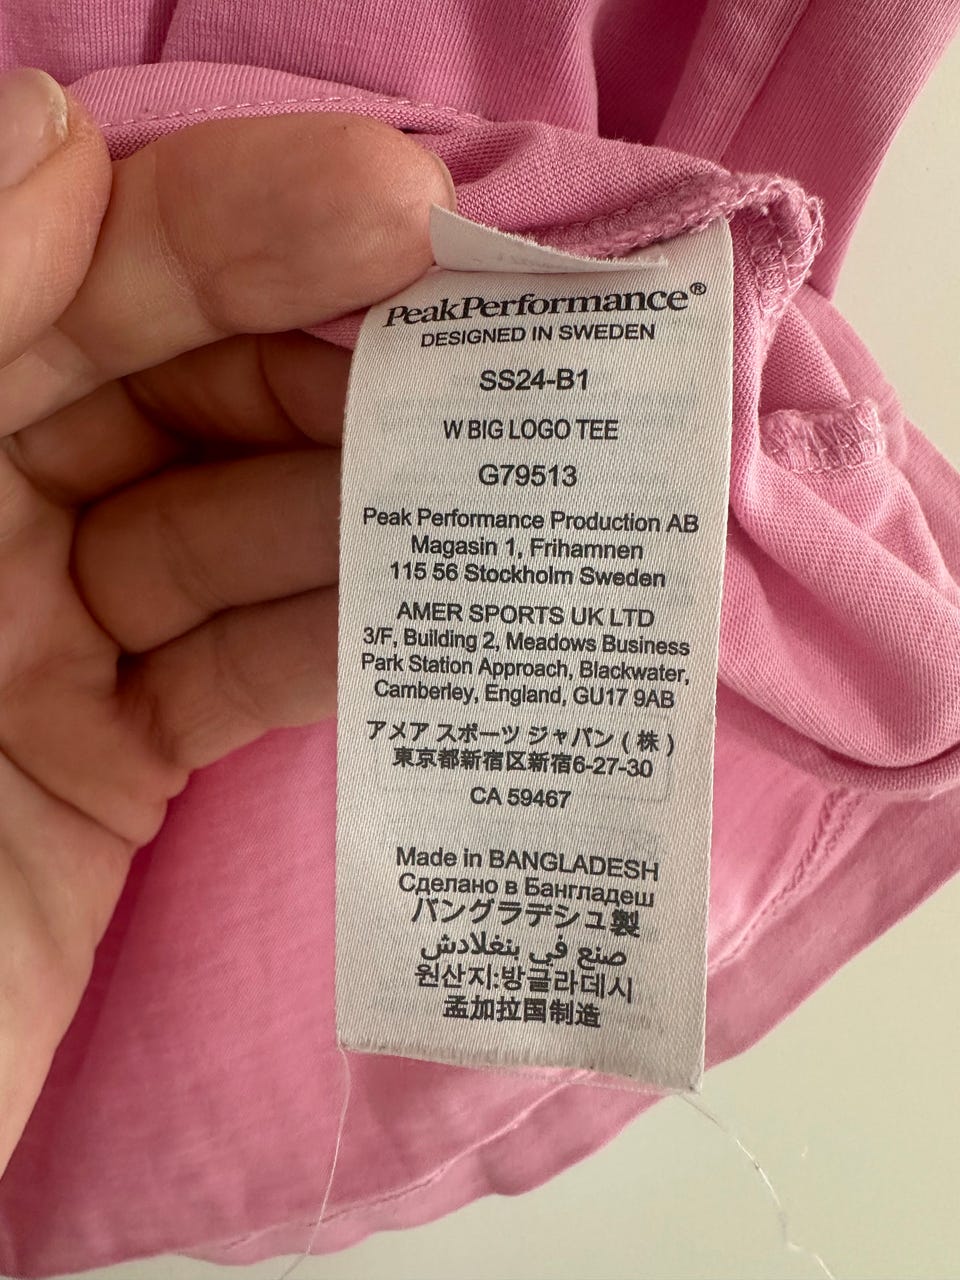 PeakPerformance®
DESIGNED IN SWEDEN
SS24-B1
W BIG LOGO TEE
G79513
Peak Performance Production AB
Magasin 1, Frihamnen
115 56 Stockholm Sweden
AMER SPORTS UK LTD
3/F, Building 2, Meadows Business
Park Station Approach, Blackwater,
Camberley, England, GU17 9AB
アメア スポーツ ジャパン ( 株 )
東京都新宿区新宿6-27-30
CA 59467
Made in BANGLADESH
Сделано в Бангладеш
バングラデシュ製
صنع في بنغلادش
원산지:방글라데시
孟加拉国制造